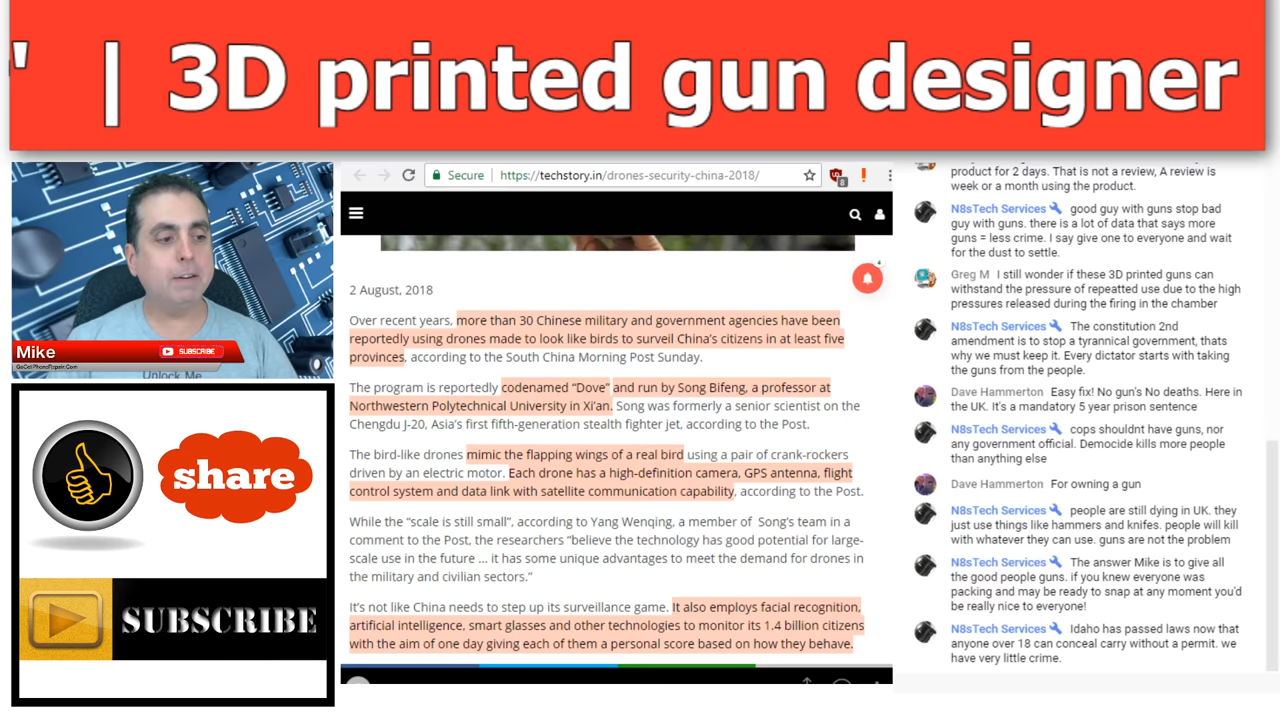 ' | 3D printed gun designer
Mike
SUBSCRIBE
GoCellPhoneRepair.Com
Unlock Me
share
SUBSCRIBE
Secure | https://techstory.in/drones-security-china-2018/
8
4
2 August, 2018
Over recent years, more than 30 Chinese military and government agencies have been
reportedly using drones made to look like birds to surveil China's citizens in at least five
provinces, according to the South China Morning Post Sunday.
The program is reportedly codenamed “Dove” and run by Song Bifeng, a professor at
Northwestern Polytechnical University in Xi'an. Song was formerly a senior scientist on the
Chengdu J-20, Asia's first fifth-generation stealth fighter jet, according to the Post.
The bird-like drones mimic the flapping wings of a real bird using a pair of crank-rockers
driven by an electric motor. Each drone has a high-definition camera, GPS antenna, flight
control system and data link with satellite communication capability, according to the Post.
While the “scale is still small”, according to Yang Wenqing, a member of Song's team in a
comment to the Post, the researchers “believe the technology has good potential for large-
scale use in the future ... it has some unique advantages to meet the demand for drones in
the military and civilian sectors.”
It's not like China needs to step up its surveillance game. It also employs facial recognition,
artificial intelligence, smart glasses and other technologies to monitor its 1.4 billion citizens
with the aim of one day giving each of them a personal score based on how they behave.
product for 2 days. That is not a review, A review is
week or a month using the product.
N8sTech Services good guy with guns stop bad
guy with guns. there is a lot of data that says more
guns = less crime. I say give one to everyone and wait
for the dust to settle.
Greg M I still wonder if these 3D printed guns can
withstand the pressure of repeatted use due to the high
pressures released during the firing in the chamber
N8sTech Services The constitution 2nd
amendment is to stop a tyrannical government, thats
why we must keep it. Every dictator starts with taking
the guns from the people.
Dave Hammerton Easy fix! No gun's No deaths. Here in
the UK. It's a mandatory 5 year prison sentence
N8sTech Services cops shouldnt have guns, nor
any government official. Democide kills more people
than anything else
Dave Hammerton For owning a gun
N8sTech Services people are still dying in UK. they
just use things like hammers and knifes. people will kill
with whatever they can use. guns are not the problem
N8sTech Services The answer Mike is to give all
the good people guns. if you knew everyone was
packing and may be ready to snap at any moment you'd
be really nice to everyone!
N8sTech Services Idaho has passed laws now that
anyone over 18 can conceal carry without a permit. we
have very little crime.